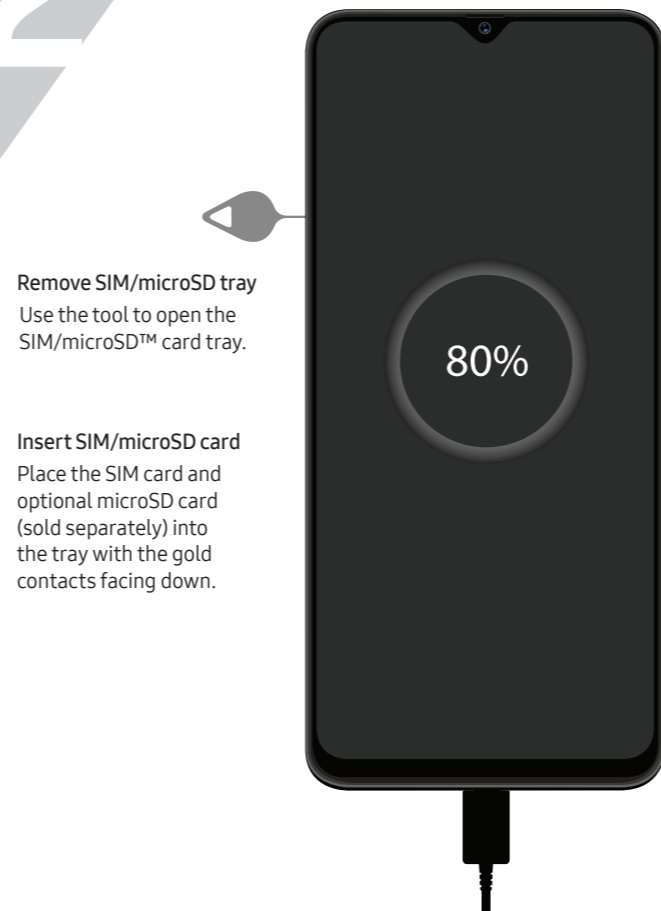 Remove SIM/microSD tray
Use the tool to open the
SIM/microSD™ card tray.
Insert SIM/microSD card
Place the SIM card and
optional microSD card
(sold separately) into
the tray with the gold
contacts facing down.
80%